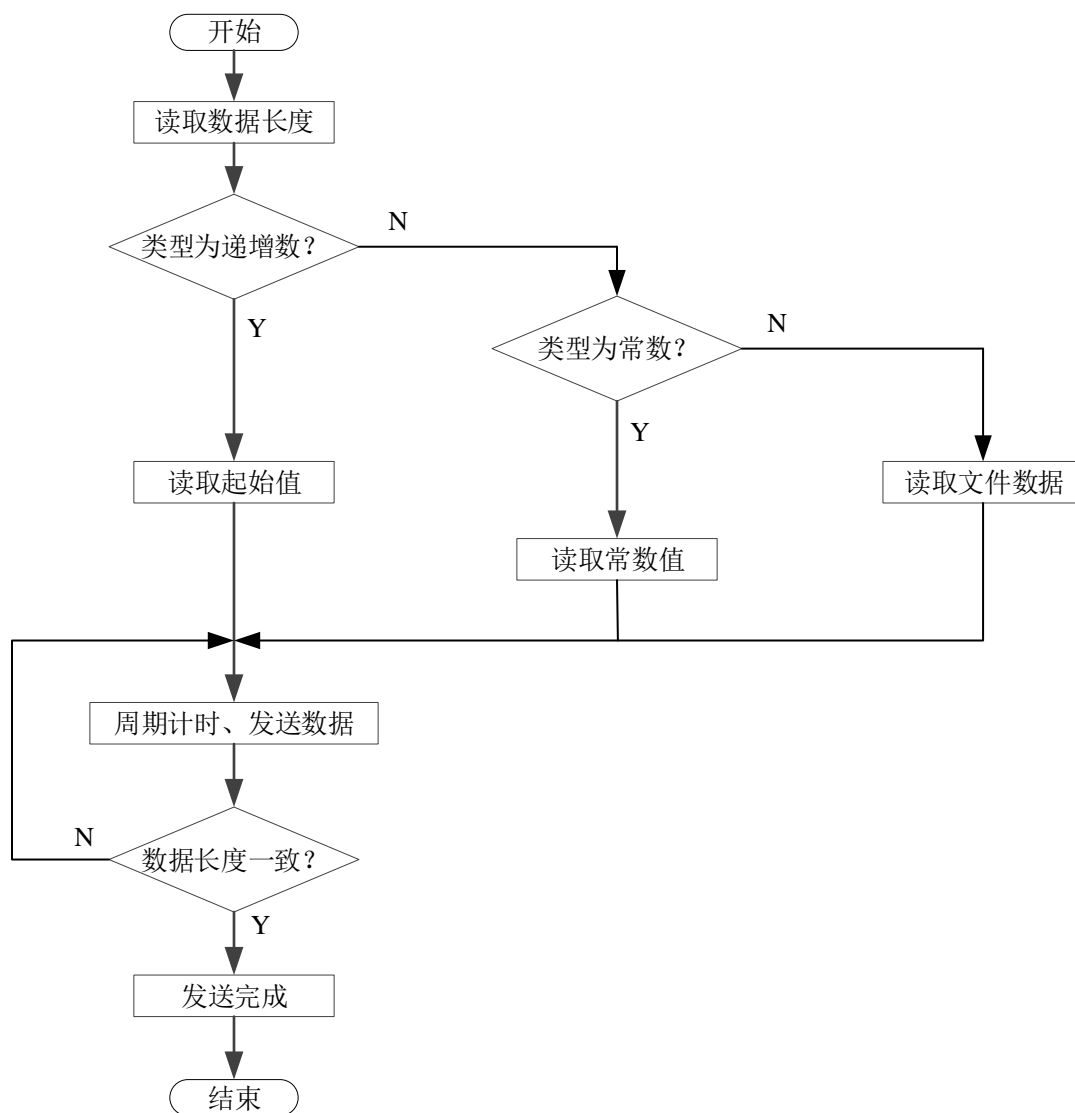 开始
读取数据长度
类型为递增数？
N
Y
类型为常数？
N
Y
读取起始值
读取文件数据
读取常数值
周期计时、发送数据
N
数据长度一致？
Y
发送完成
结束